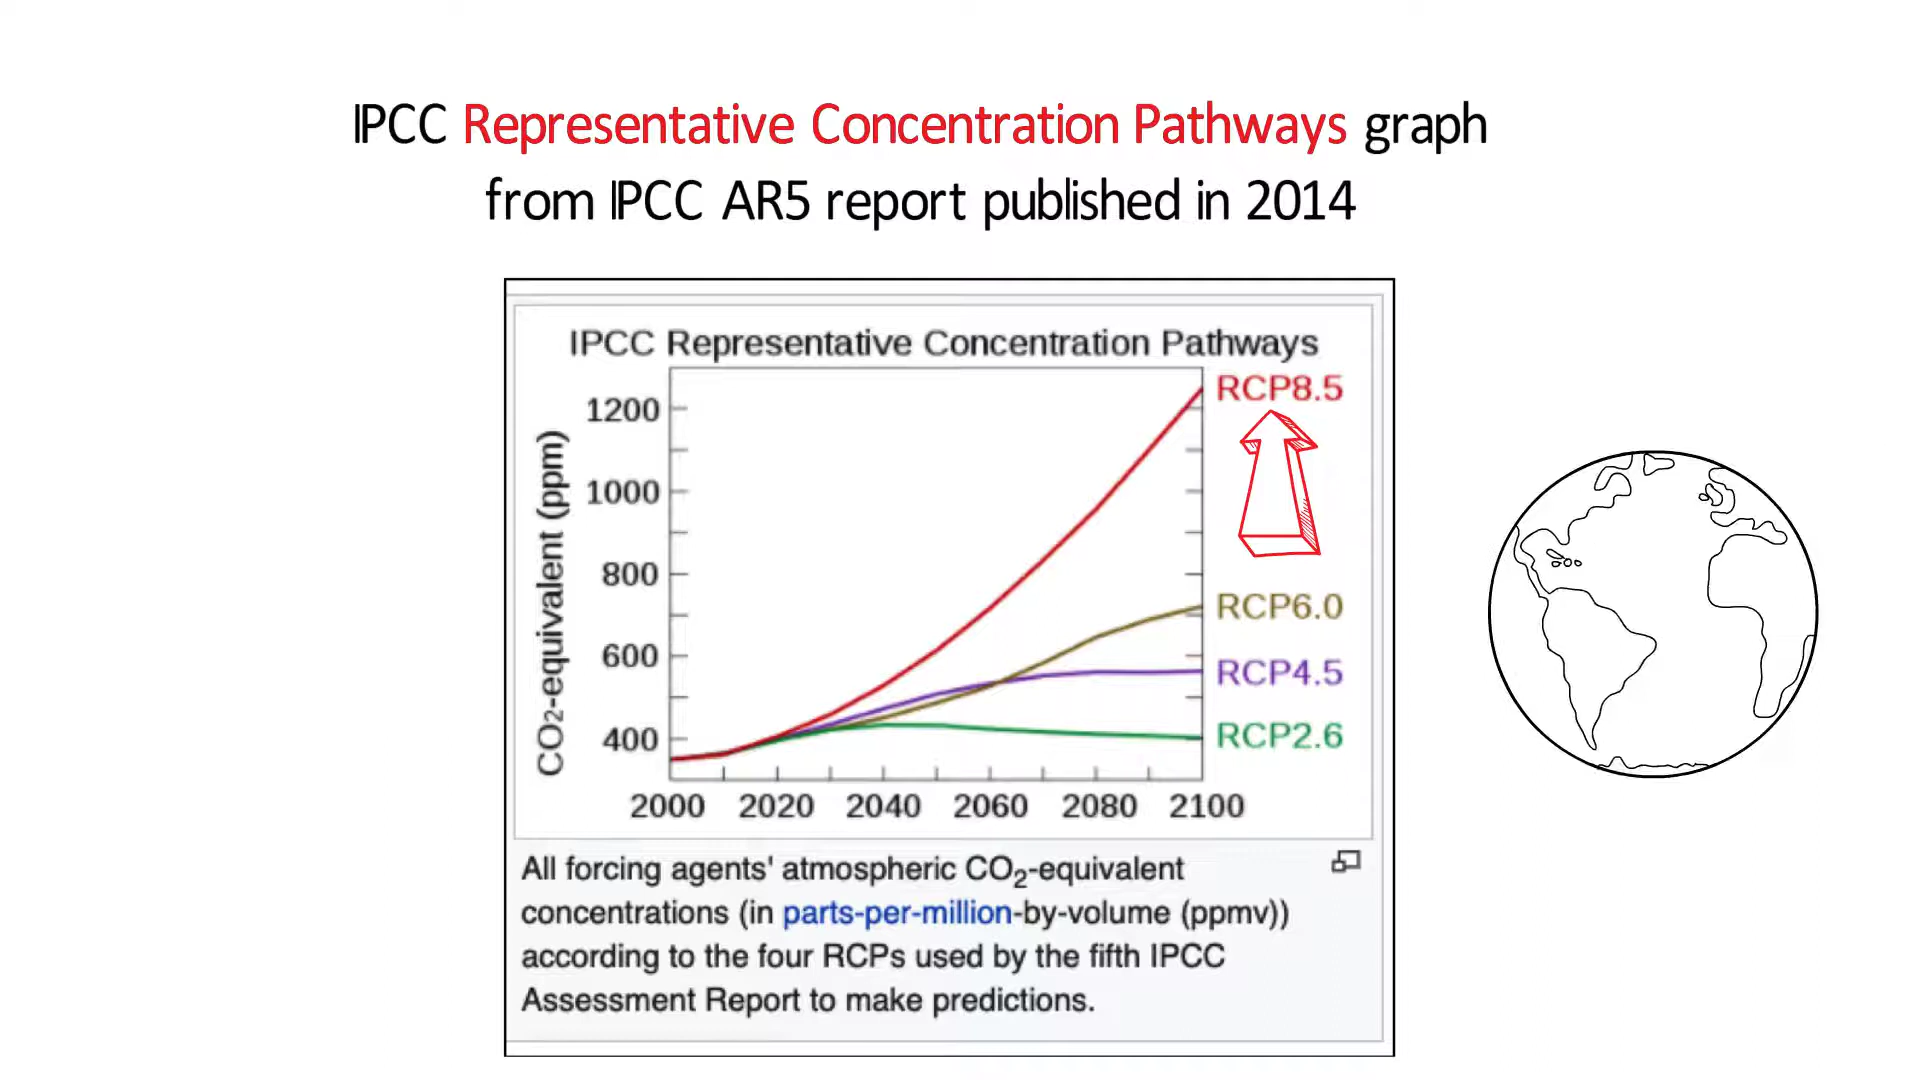 IPCC Representative Concentration Pathways graph
from IPCC AR5 report published in 2014
IPCC Representative Concentration Pathways
CO2-equivalent (ppm)
1200
1000
800
600
400
2000 2020 2040 2060 2080 2100
RCP8.5
RCP6.0
RCP4.5
RCP2.6
All forcing agents' atmospheric CO₂-equivalent
concentrations (in parts-per-million-by-volume (ppmv))
according to the four RCPs used by the fifth IPCC
Assessment Report to make predictions.